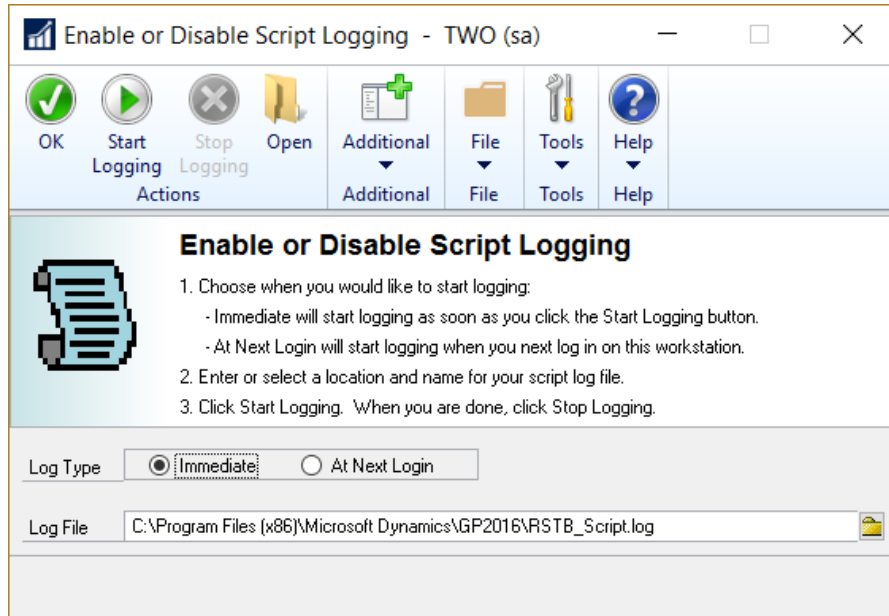 Enable or Disable Script Logging - TWO (sa)
OK Start Logging Stop Logging Open Additional File Tools Help
Actions Additional File Tools Help
Enable or Disable Script Logging
1. Choose when you would like to start logging:
- Immediate will start logging as soon as you click the Start Logging button.
- At Next Login will start logging when you next log in on this workstation.
2. Enter or select a location and name for your script log file.
3. Click Start Logging. When you are done, click Stop Logging.
Log Type Immediate At Next Login
Log File C:\Program Files (x86)\Microsoft Dynamics\GP2016\RSTB_Script.log